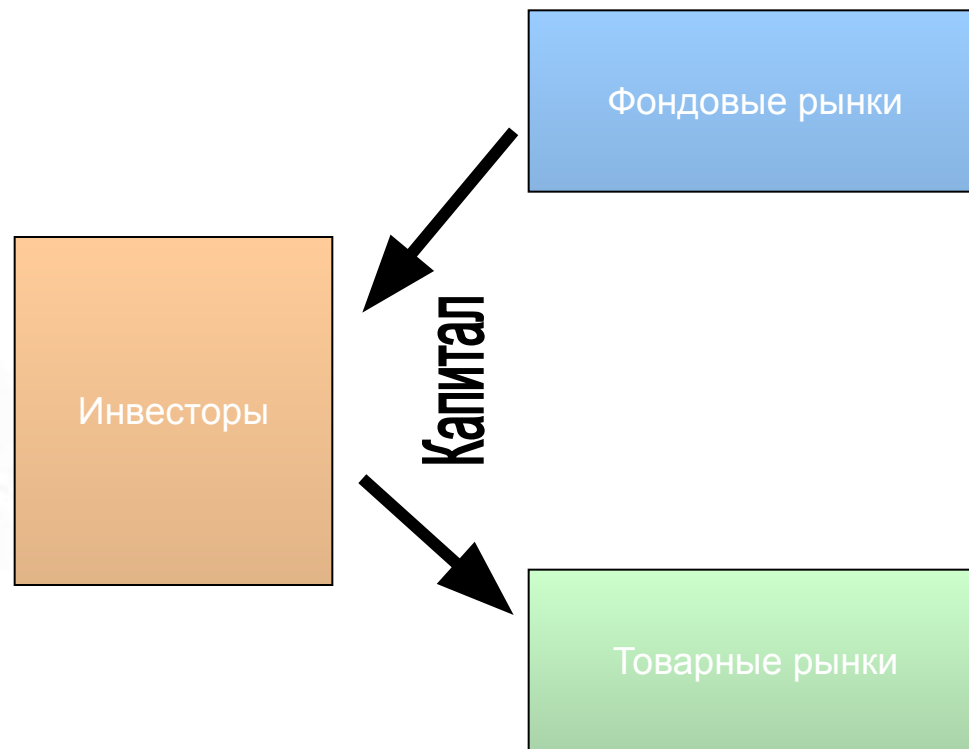 Фондовые рынки
Капитал
Инвесторы
Товарные рынки